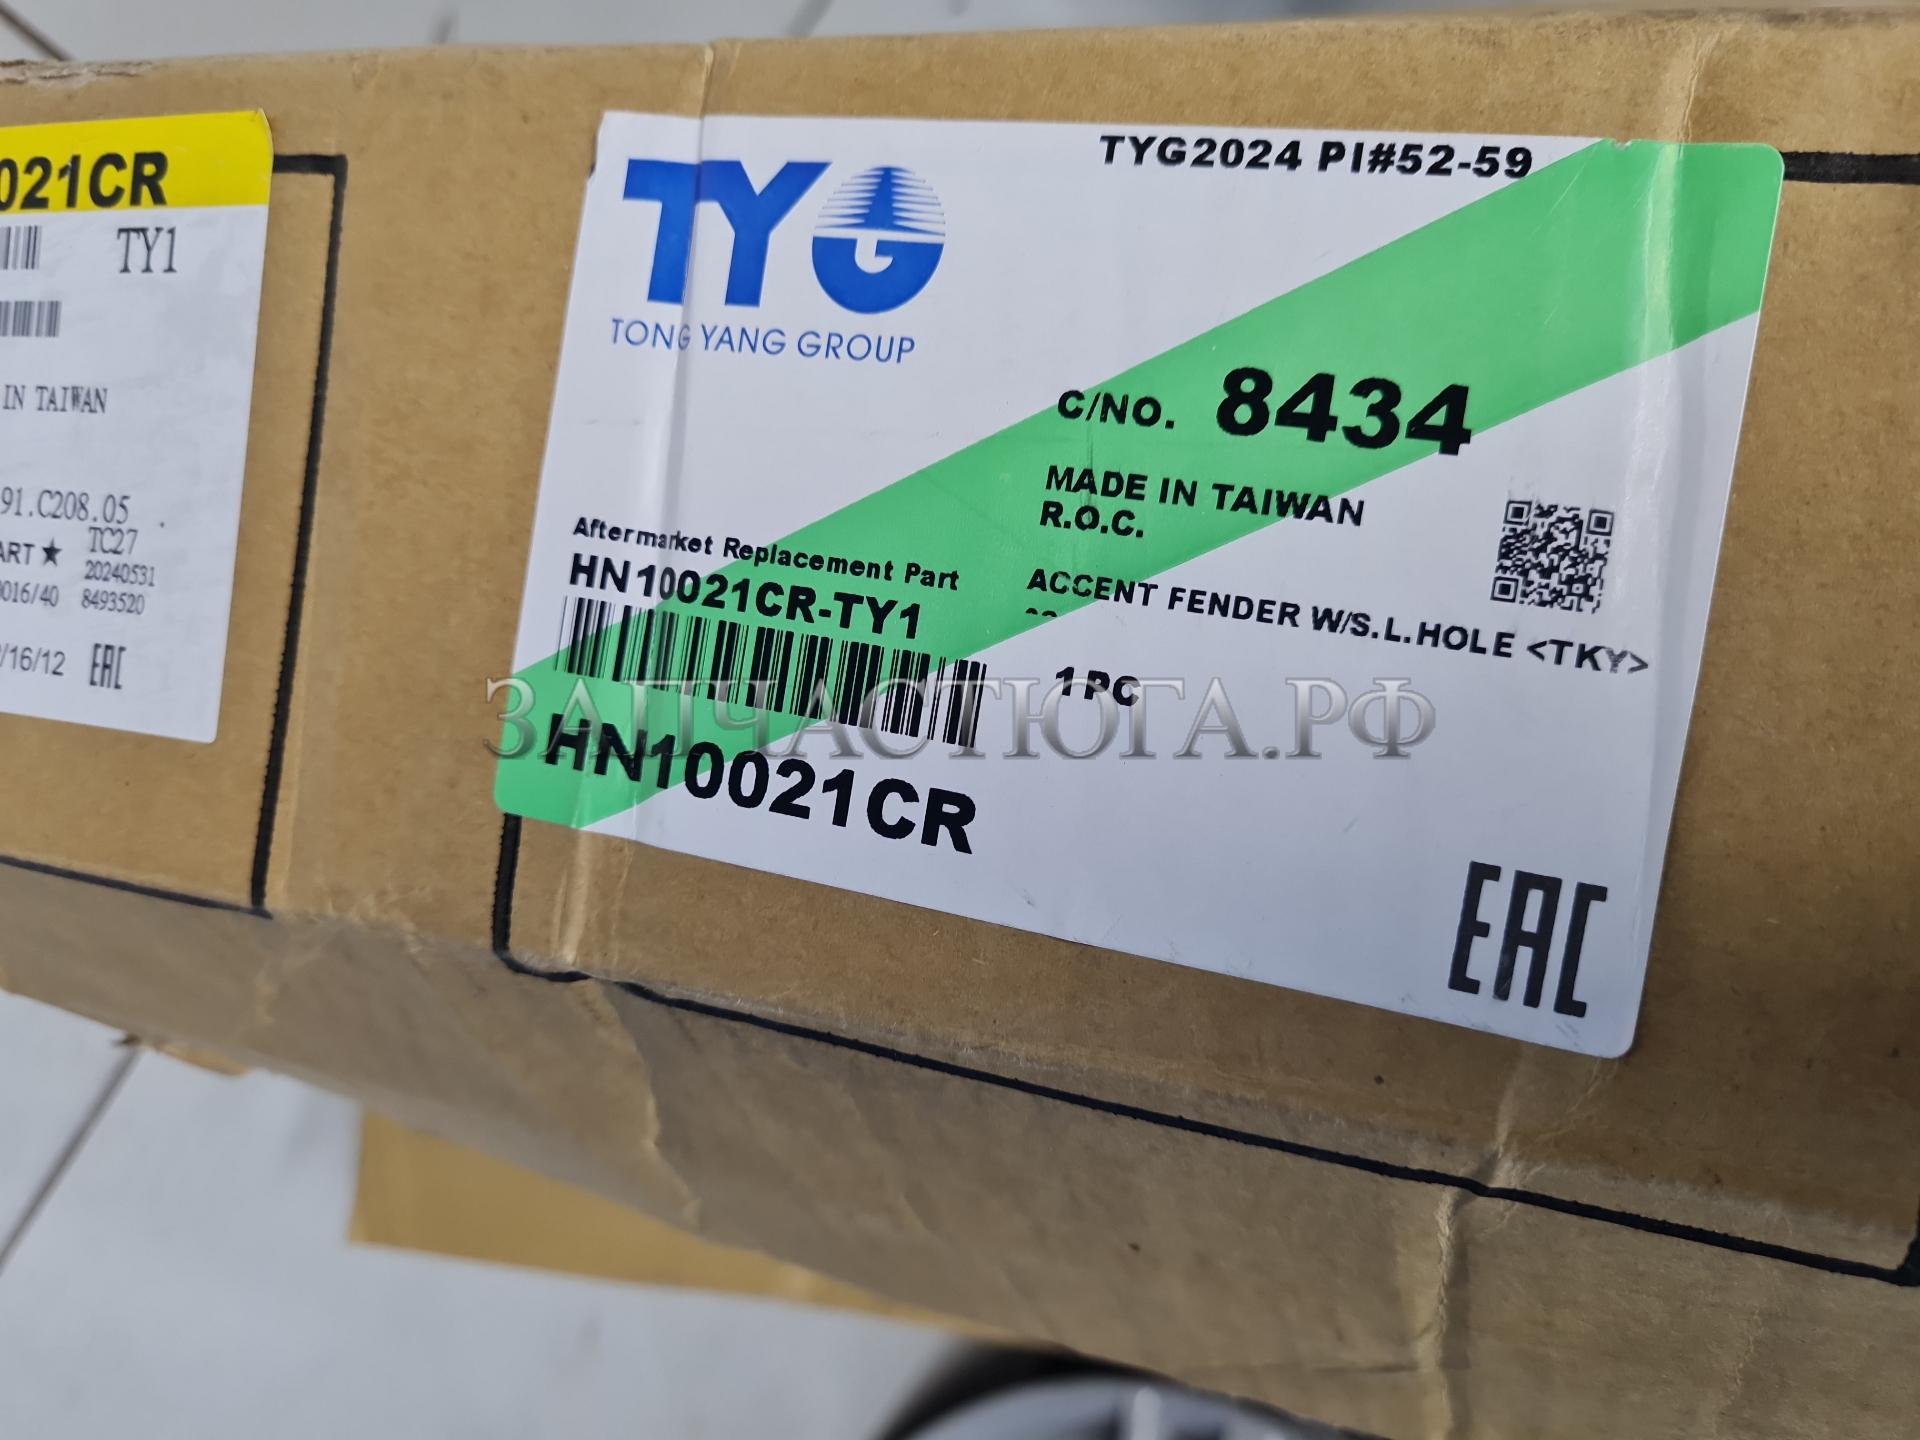 021CR
TY1
IN TAIWAN
91.C208.05
ART★ TC27
20240531
0016/40 8493520
/16/12 EAC
TYG2024 PI#52-59
TYG
TONG YANG GROUP
C/NO. 8434
MADE IN TAIWAN
R.O.C.
Aftermarket Replacement Part
HN10021CR-TY1
ACCENT FENDER W/S.L.HOLE <TKY>
1PC
ЗАПЧАСТЮГА.РФ
HN10021CR
EAC